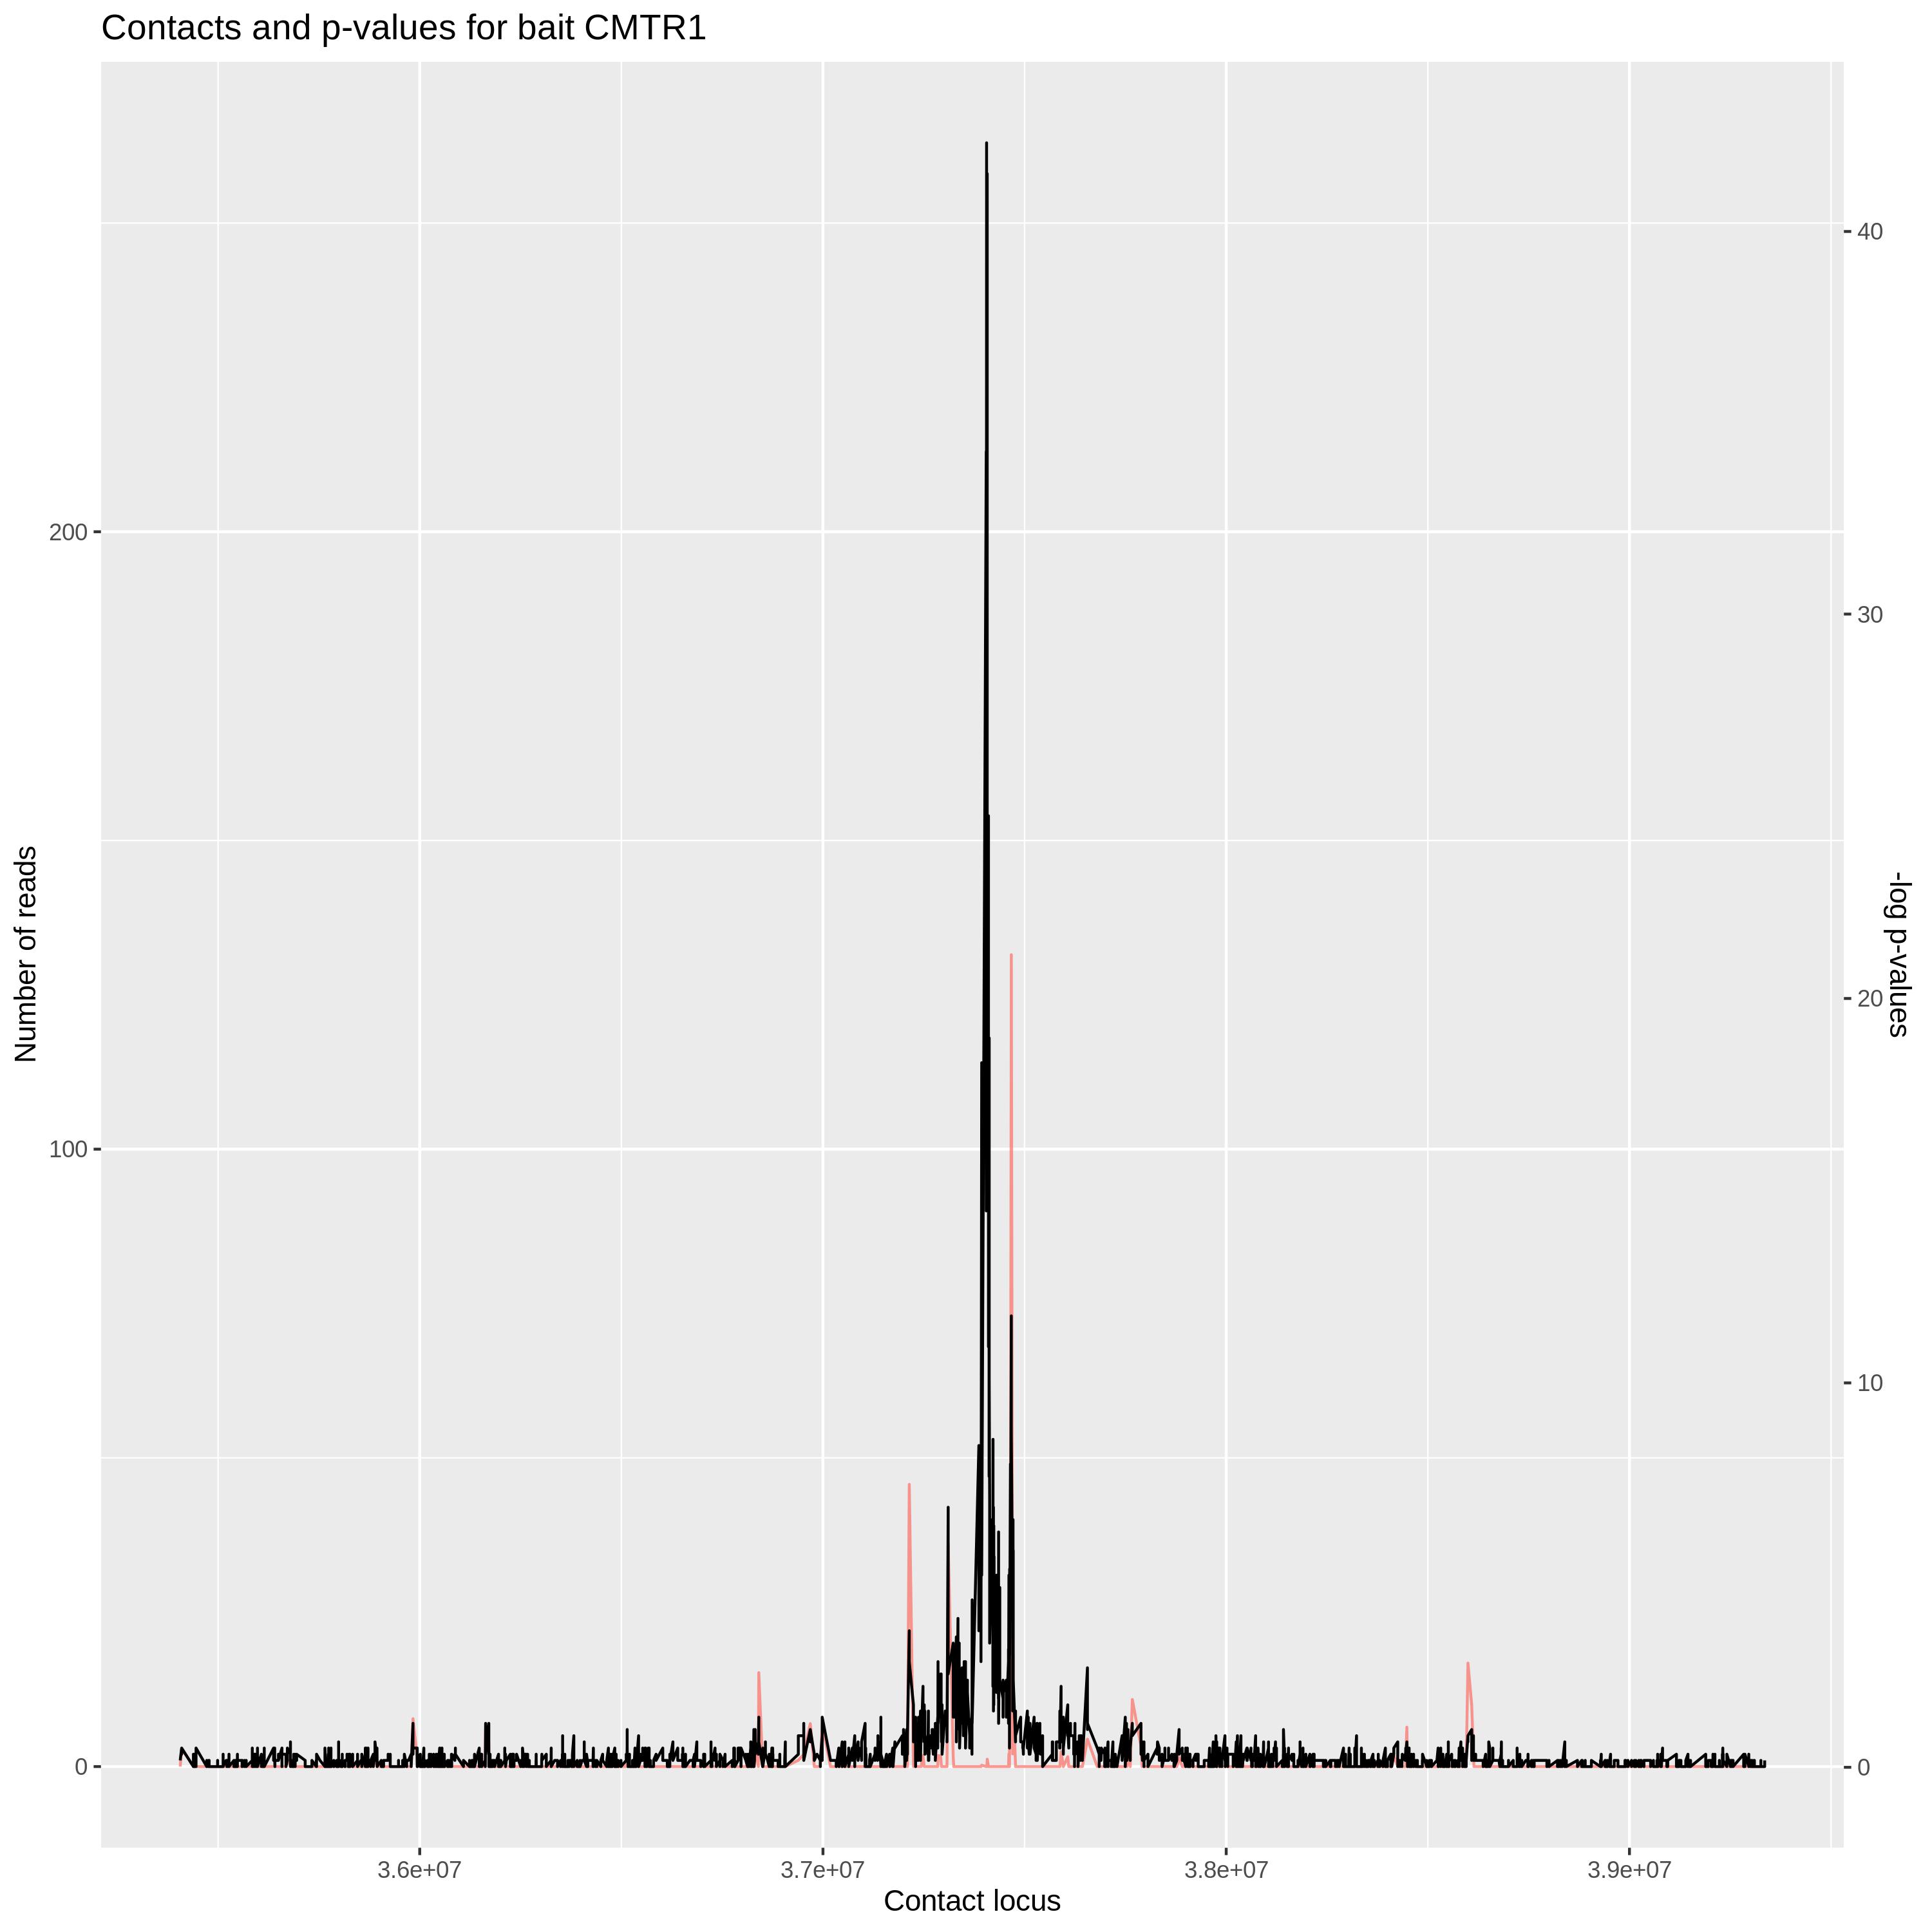 Contacts and p-values for bait CMTR1
Number of reads
200
100
0
40
30
20
10
0
-log p-values
3.6e+07
3.7e+07
3.8e+07
3.9e+07
Contact locus